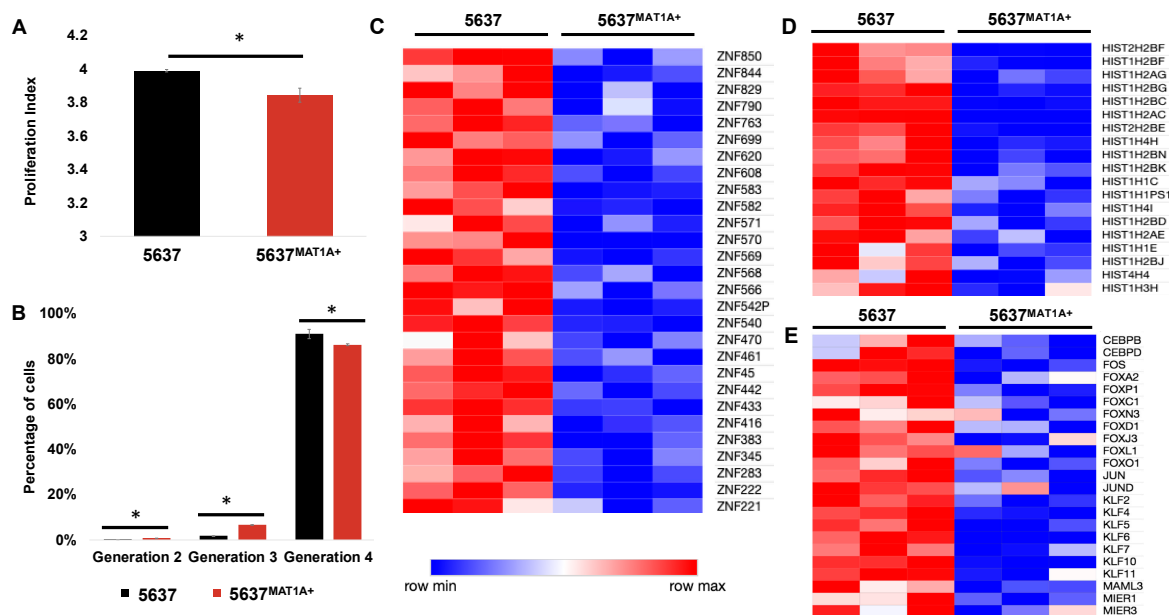 A
4.2
4
3.8
3.6
3.4
3.2
3
Proliferation Index
*
5637
5637MAT1A+
B
100%
80%
60%
40%
20%
0%
Percentage of cells
*
*
*
Generation 2
Generation 3
Generation 4
5637
5637MAT1A+
C
5637
5637MAT1A+
ZNF850
ZNF844
ZNF829
ZNF790
ZNF763
ZNF699
ZNF620
ZNF608
ZNF583
ZNF582
ZNF571
ZNF570
ZNF569
ZNF568
ZNF566
ZNF542P
ZNF540
ZNF470
ZNF461
ZNF45
ZNF442
ZNF433
ZNF416
ZNF383
ZNF345
ZNF283
ZNF222
ZNF221
row min
row max
D
5637
5637MAT1A+
HIST2H2BF
HIST1H2BF
HIST1H2AG
HIST1H2BG
HIST1H2BC
HIST1H2AC
HIST2H2BE
HIST1H4H
HIST1H2BN
HIST1H2BK
HIST1H1C
HIST1H1PS1
HIST1H4I
HIST1H2BD
HIST1H2AE
HIST1H1E
HIST1H2BJ
HIST4H4
HIST1H3H
E
5637
5637MAT1A+
CEBPB
CEBPD
FOS
FOXA2
FOXP1
FOXC1
FOXN3
FOXD1
FOXJ3
FOXL1
FOXO1
JUN
JUND
KLF2
KLF4
KLF5
KLF6
KLF7
KLF10
KLF11
MAML3
MIER1
MIER3